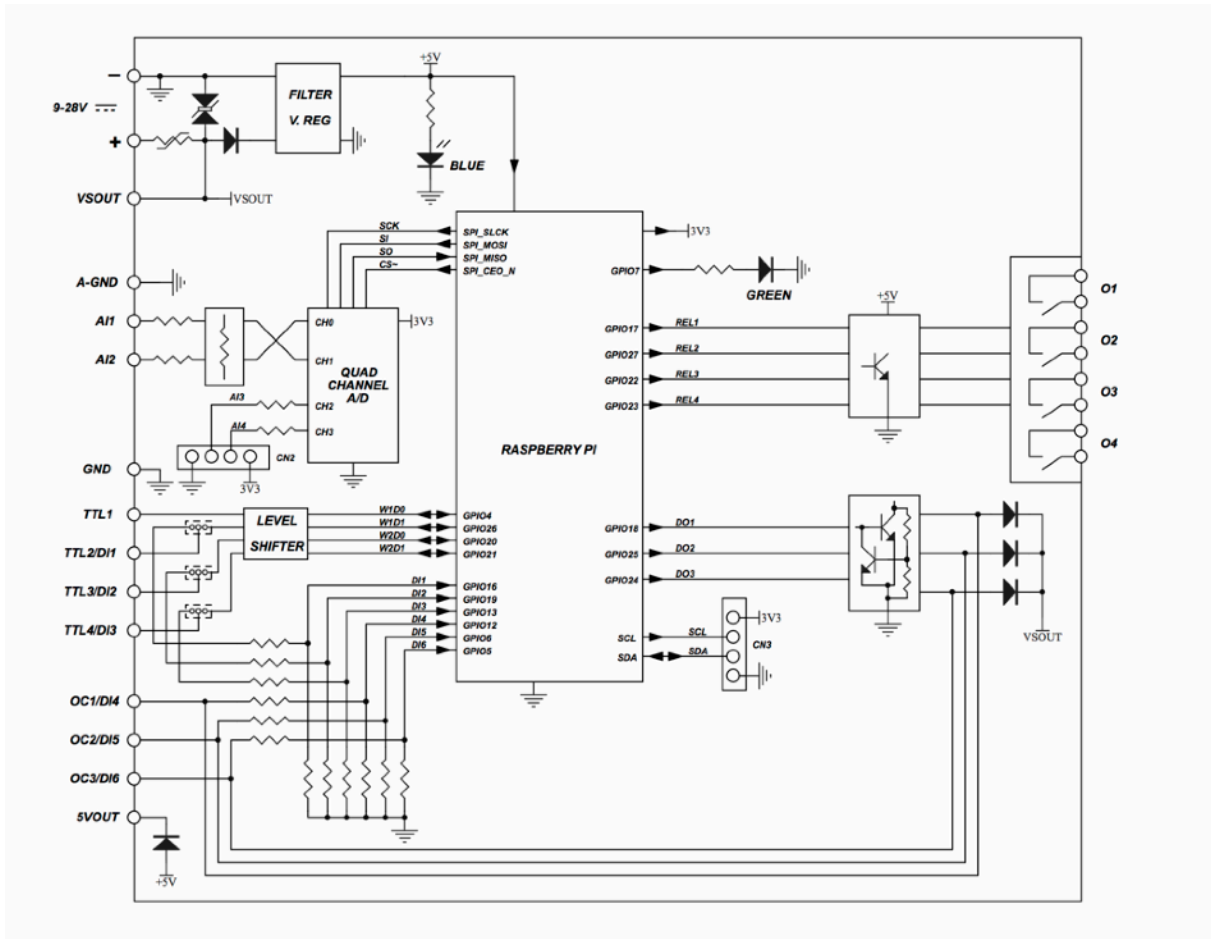 +5V
−
9-28V
FILTER
V. REG
+
BLUE
VSOUT
VSOUT
SCK
SI
SO
CS~
SPI_SLCK
SPI_MOSI
SPI_MISO
SPI_CEO_N
3V3
GPIO7
GREEN
A-GND
AI1
AI2
CH0
CH1
3V3
QUAD
CHANNEL
A/D
AI3
CH2
AI4
CH3
CN2
3V3
GND
RASPBERRY PI
+5V
GPIO17
REL1
GPIO27
REL2
GPIO22
REL3
GPIO23
REL4
O1
O2
O3
O4
TTL1
TTL2/DI1
TTL3/DI2
TTL4/DI3
LEVEL
SHIFTER
W1D0
W1D1
W2D0
W2D1
GPIO4
GPIO26
GPIO20
GPIO21
DI1
DI2
DI3
DI4
DI5
DI6
GPIO16
GPIO19
GPIO13
GPIO12
GPIO6
GPIO5
GPIO18
DO1
GPIO25
DO2
GPIO24
DO3
VSOUT
SCL
SCL
SDA
SDA
3V3
CN3
OC1/DI4
OC2/DI5
OC3/DI6
5VOUT
+5V